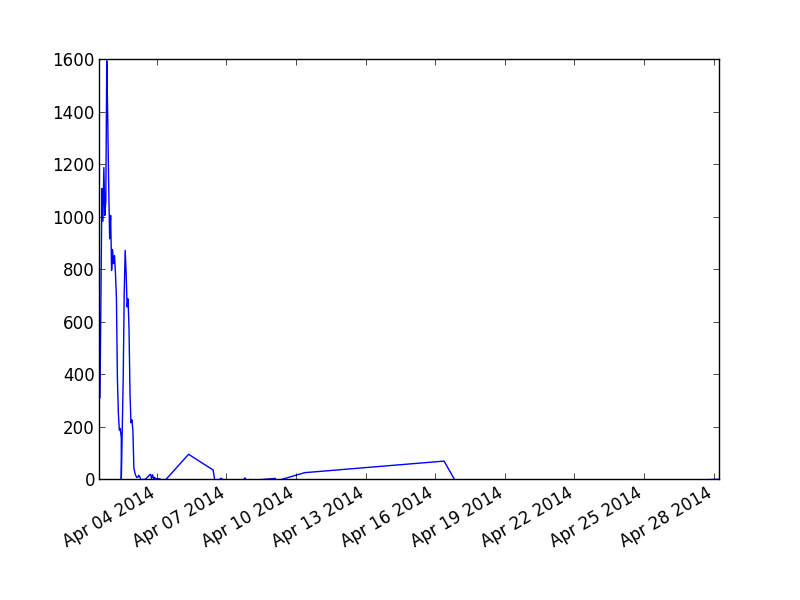 1600
1400
1200
1000
800
600
400
200
0
Apr 04 2014
Apr 07 2014
Apr 10 2014
Apr 13 2014
Apr 16 2014
Apr 19 2014
Apr 22 2014
Apr 25 2014
Apr 28 2014